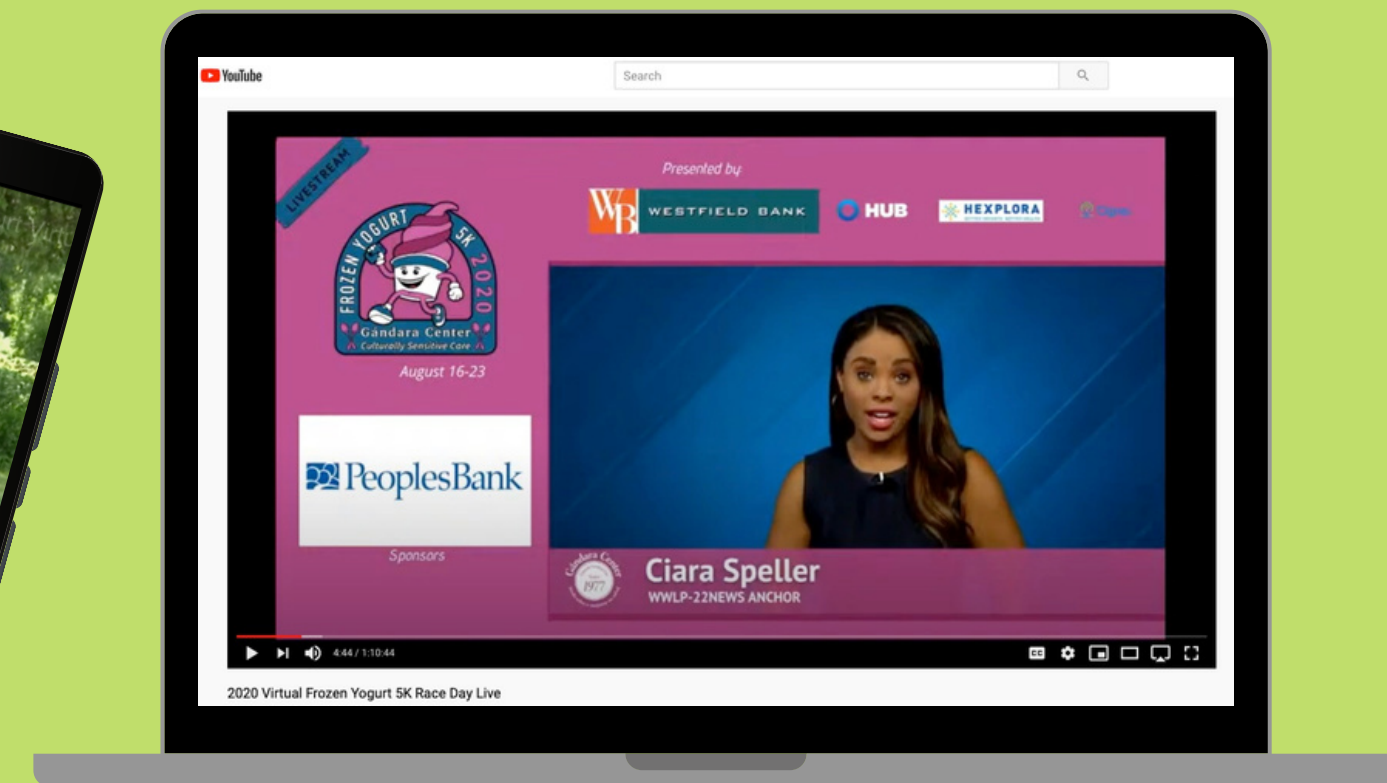 YouTube
Search
LIVESTREAM
Presented by:
WB WESTFIELD BANK
HUB
HEXPLORA
FROZEN YOGURT 5K 2020
Gándara Center
Culturally Sensitive Care
August 16-23
PeoplesBank
Sponsors
Gándara Center
1977
Ciara Speller
WWLP-22NEWS ANCHOR
4:44 / 1:10:44
CC
2020 Virtual Frozen Yogurt 5K Race Day Live